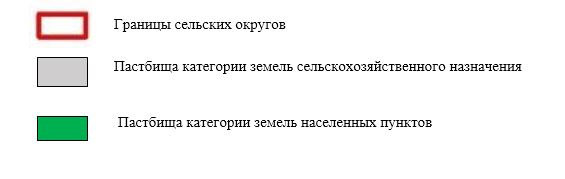 Границы сельских округов
Пастбища категории земель сельскохозяйственного назначения
Пастбища категории земель населенных пунктов